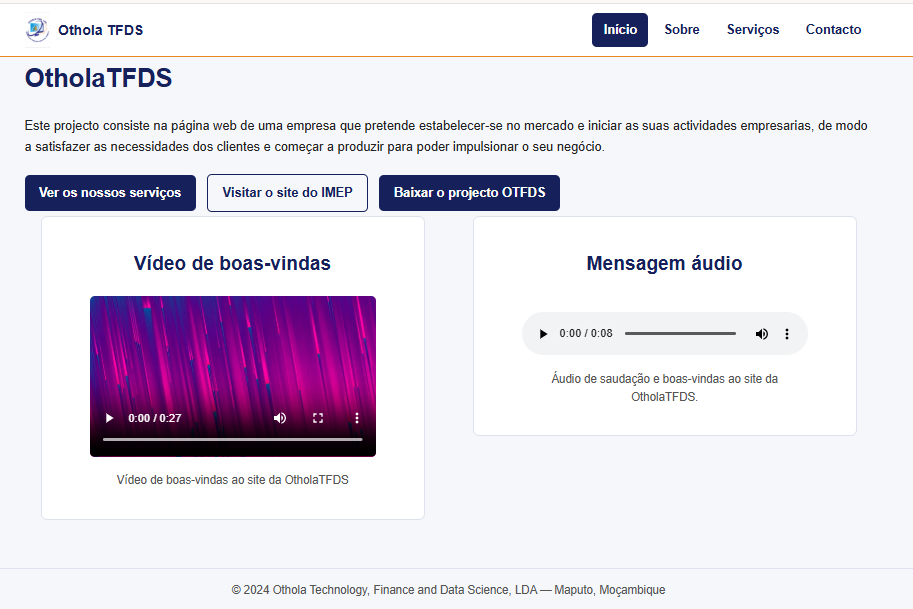 Othola TFDS
Início
Sobre
Serviços
Contacto
OtholaTFDS
Este projecto consiste na página web de uma empresa que pretende estabelecer-se no mercado e iniciar as suas actividades empresarias, de modo
a satisfazer as necessidades dos clientes e começar a produzir para poder impulsionar o seu negócio.
Ver os nossos serviços
Visitar o site do IMEP
Baixar o projecto OTFDS
Vídeo de boas-vindas
0:00 / 0:27
Vídeo de boas-vindas ao site da OtholaTFDS
Mensagem áudio
0:00 / 0:08
Áudio de saudação e boas-vindas ao site da
OtholaTFDS.
© 2024 Othola Technology, Finance and Data Science, LDA — Maputo, Moçambique